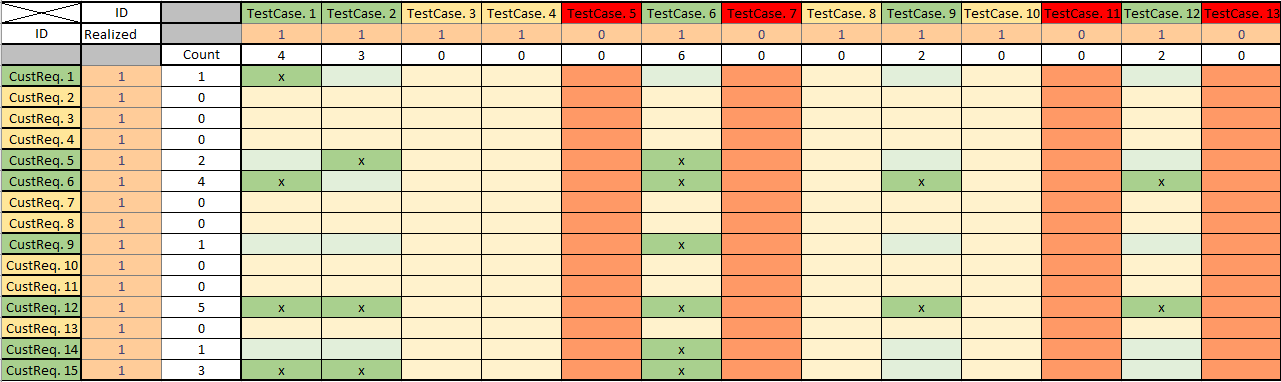 ID TestCase. 1 TestCase. 2 TestCase. 3 TestCase. 4 TestCase. 5 TestCase. 6 TestCase. 7 TestCase. 8 TestCase. 9 TestCase. 10 TestCase. 11 TestCase. 12 TestCase. 13
ID Realized 1 1 1 1 0 1 0 1 1 1 0 1 0
Count 4 3 0 0 0 6 0 0 2 0 0 2 0
CustReq. 1 1 1 x
CustReq. 2 1 0
CustReq. 3 1 0
CustReq. 4 1 0
CustReq. 5 1 2 x x
CustReq. 6 1 4 x x x x
CustReq. 7 1 0
CustReq. 8 1 0
CustReq. 9 1 1 x
CustReq. 10 1 0
CustReq. 11 1 0
CustReq. 12 1 5 x x x x x
CustReq. 13 1 0
CustReq. 14 1 1 x
CustReq. 15 1 3 x x x